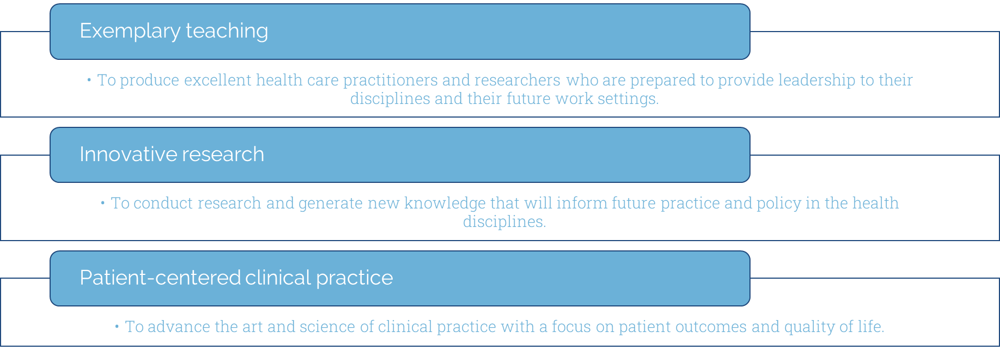 Exemplary teaching
• To produce excellent health care practitioners and researchers who are prepared to provide leadership to their
disciplines and their future work settings.
Innovative research
• To conduct research and generate new knowledge that will inform future practice and policy in the health
disciplines.
Patient-centered clinical practice
• To advance the art and science of clinical practice with a focus on patient outcomes and quality of life.